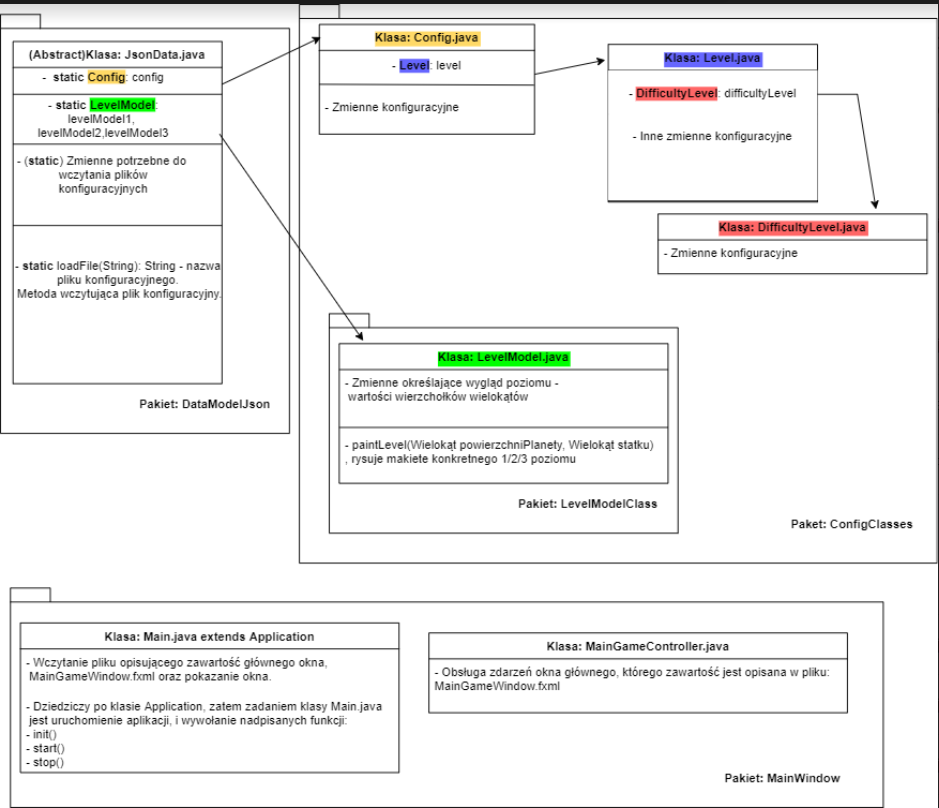 (Abstract)Klasa: JsonData.java
- static Config: config
- static LevelModel:
levelModel1,
levelModel2,levelModel3
- (static) Zmienne potrzebne do
wczytania plików
konfiguracyjnych
- static loadFile(String): String - nazwa
pliku konfiguracyjnego.
Metoda wczytująca plik konfiguracyjny.
Pakiet: DataModelJson
Klasa: Config.java
- Level: level
- Zmienne konfiguracyjne
Klasa: Level.java
- DifficultyLevel: difficultyLevel
- Inne zmienne konfiguracyjne
Klasa: DifficultyLevel.java
- Zmienne konfiguracyjne
Klasa: LevelModel.java
- Zmienne określające wygląd poziomu -
wartości wierzchołków wielokątów
- paintLevel(Wielokąt powierzchniPlanety, Wielokąt statku)
, rysuje makiete konkretnego 1/2/3 poziomu
Pakiet: LevelModelClass
Paket: ConfigClasses
Klasa: Main.java extends Application
- Wczytanie pliku opisującego zawartość głównego okna,
MainGameWindow.fxml oraz pokazanie okna.
- Dziedziczy po klasie Application, zatem zadaniem klasy Main.java
jest uruchomienie aplikacji, i wywołanie nadpisanych funkcji:
- init()
- start()
- stop()
Klasa: MainGameController.java
- Obsługa zdarzeń okna głównego, którego zawartość jest opisana w pliku:
MainGameWindow.fxml
Pakiet: MainWindow